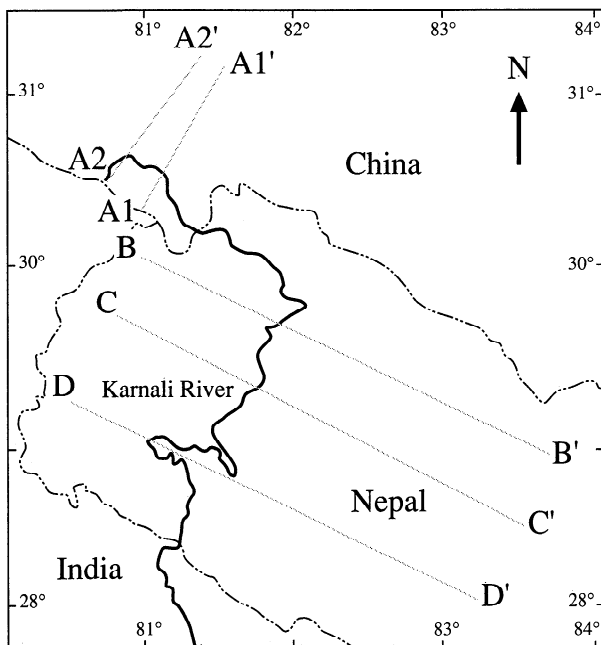 81° 82° 83° 84°
A2'
A1'
N
31° 31°
A2
China
A1
B
30° 30°
C
D
Karnali River
B'
Nepal
C'
India
D'
28° 28°
81° 83° 84°